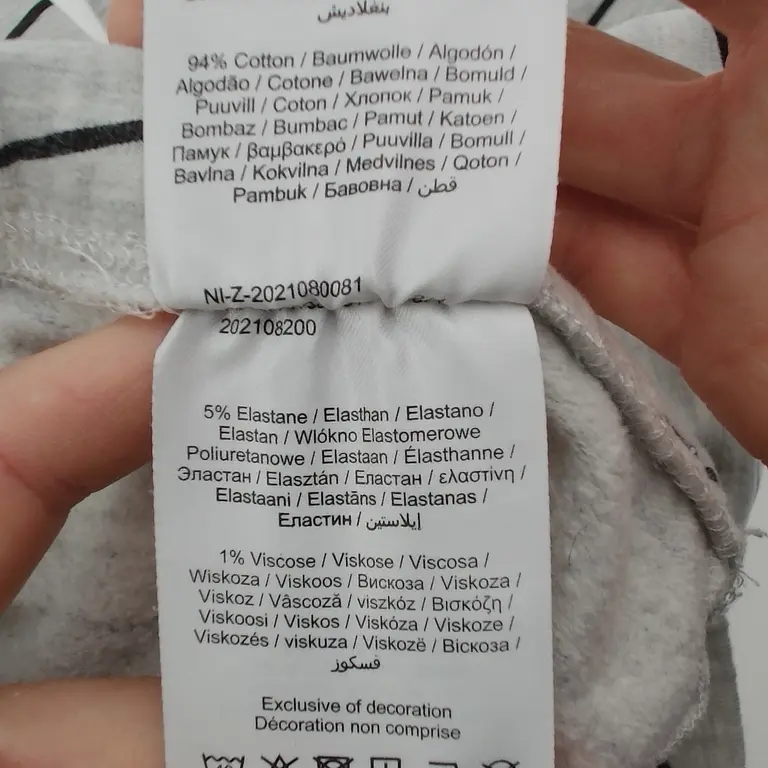 بنغلاديش
94% Cotton / Baumwolle / Algodón /
Algodão / Cotone / Bawełna / Bomuld /
Puuvill / Coton / Хлопок / Pamuk /
Bombaz / Bumbac / Pamut / Katoen /
Памук / βαμβακερό / Puuvilla / Bomull /
Bavlna / Kokvilna / Medvilnes / Qoton /
Pambuk / Бавовна / قطن
NI-Z-2021080081
202108200
5% Elastane / Elasthan / Elastano /
Elastan / Włókno Elastomerowe
Poliuretanowe / Elastaan / Élasthanne /
Эластан / Elasztán / Еластан / ελαστίνη /
Elastaani / Elastāns / Elastanas /
Еластин / إيلاستين
1% Viscose / Viskose / Viscosa /
Wiskoza / Viskoos / Вискоза / Viskoza /
Viskoz / Vâscoză / viszkóz / Βισκόζη /
Viskoosi / Viskos / Viskóza / Viskoze /
Viskozés / viskuza / Viskozë / Віскоза /
فسكوز
Exclusive of decoration
Décoration non comprise